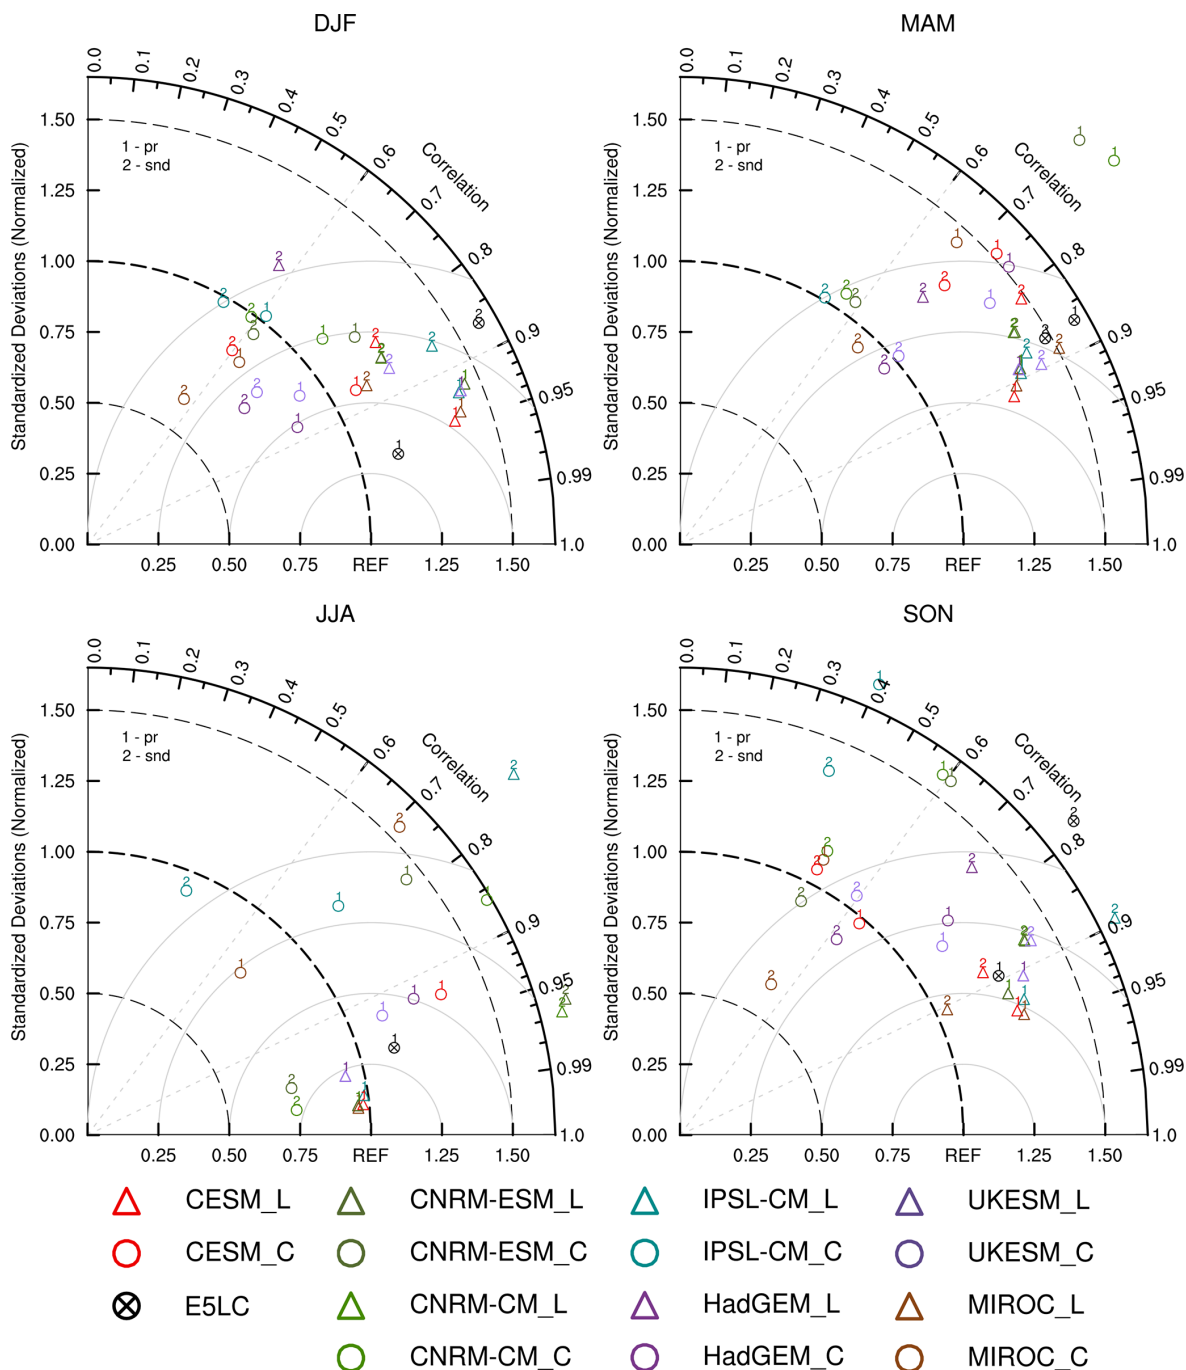 DJF
MAM
0.0 0.1 0.2 0.3 0.4 0.5 0.6 0.7 0.8 0.9 0.95 0.99 1.0
Correlation
Standardized Deviations (Normalized)
1.50
1.25
1.00
0.75
0.50
0.25
0.00
1 - pr
2 - snd
0.25 0.50 0.75 REF 1.25 1.50
0.0 0.1 0.2 0.3 0.4 0.5 0.6 0.7 0.8 0.9 0.95 0.99 1.0
Correlation
Standardized Deviations (Normalized)
1.50
1.25
1.00
0.75
0.50
0.25
0.00
1 - pr
2 - snd
0.25 0.50 0.75 REF 1.25 1.50
JJA
SON
0.0 0.1 0.2 0.3 0.4 0.5 0.6 0.7 0.8 0.9 0.95 0.99 1.0
Correlation
Standardized Deviations (Normalized)
1.50
1.25
1.00
0.75
0.50
0.25
0.00
1 - pr
2 - snd
0.25 0.50 0.75 REF 1.25 1.50
0.0 0.1 0.2 0.3 0.4 0.5 0.6 0.7 0.8 0.9 0.95 0.99 1.0
Correlation
Standardized Deviations (Normalized)
1.50
1.25
1.00
0.75
0.50
0.25
0.00
1 - pr
2 - snd
0.25 0.50 0.75 REF 1.25 1.50
CESM_L CNRM-ESM_L IPSL-CM_L UKESM_L
CESM_C CNRM-ESM_C IPSL-CM_C UKESM_C
E5LC CNRM-CM_L HadGEM_L MIROC_L
CNRM-CM_C HadGEM_C MIROC_C